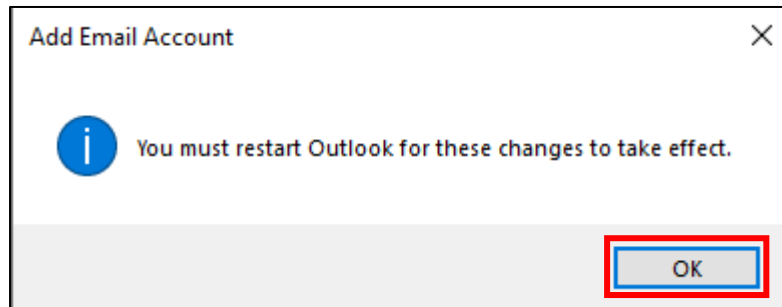 Add Email Account
You must restart Outlook for these changes to take effect.
OK